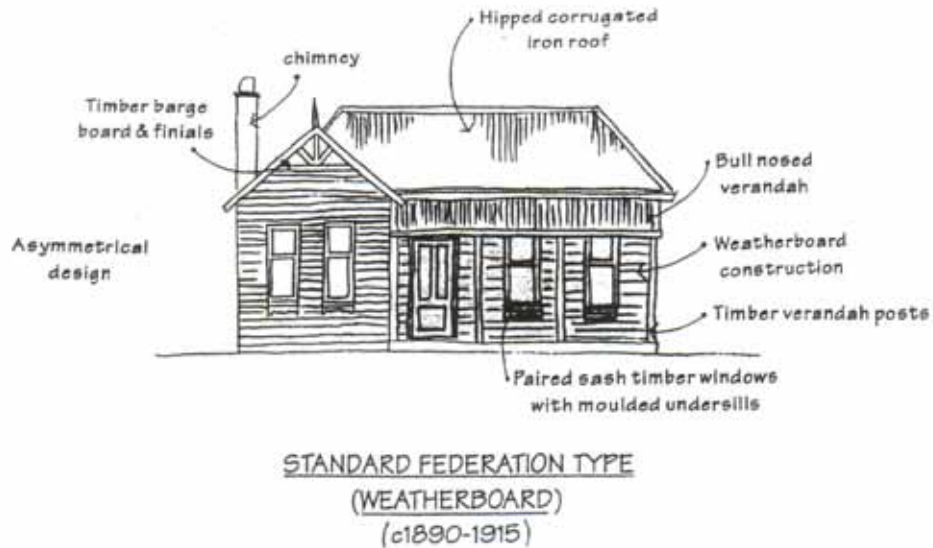 Hipped corrugated
iron roof
chimney
Timber barge
board & finials
Bull nosed
verandah
Asymmetrical
design
Weatherboard
construction
Timber verandah posts
Paired sash timber windows
with moulded undersills
STANDARD FEDERATION TYPE
(WEATHERBOARD)
(c1890-1915)